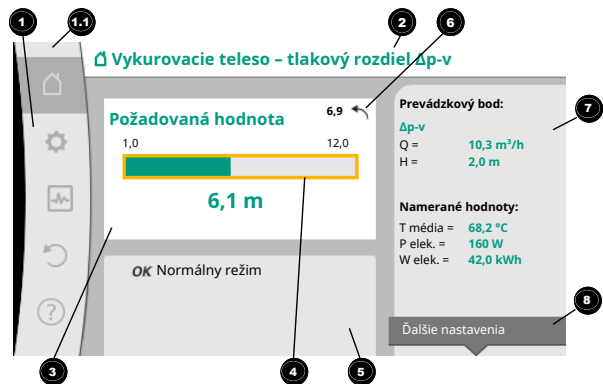 1
1.1
2
6
Vykurovacie teleso – tlakový rozdiel Δp-v
Požadovaná hodnota
6,9
1,0
12,0
6,1 m
OK Normálny režim
Prevádzkový bod:
Δp-v
Q = 10,3 m³/h
H = 2,0 m
Namerané hodnoty:
T média = 68,2 °C
P elek. = 160 W
W elek. = 42,0 kWh
Ďalšie nastavenia
7
8
3
4
5
?